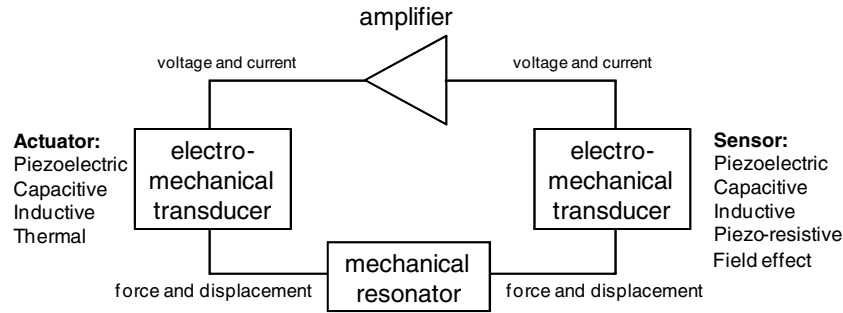 amplifier
voltage and current
voltage and current
Actuator:
Piezoelectric
Capacitive
Inductive
Thermal
electro-
mechanical
transducer
electro-
mechanical
transducer
Sensor:
Piezoelectric
Capacitive
Inductive
Piezo-resistive
Field effect
force and displacement
mechanical
resonator
force and displacement